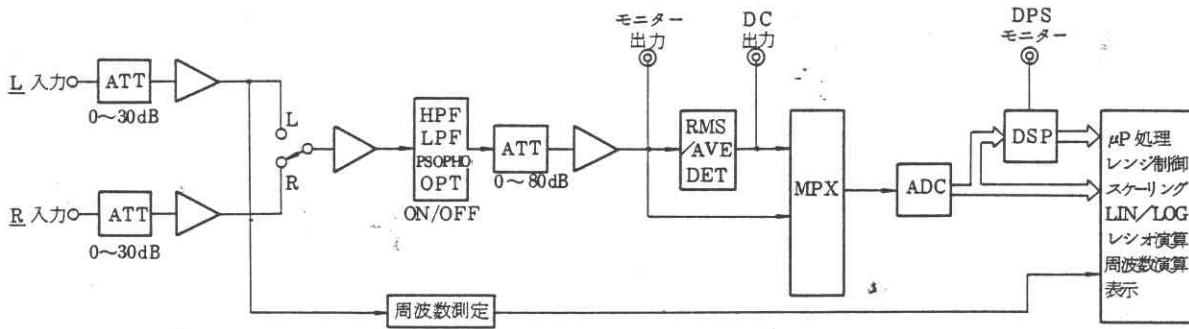 モニター
出力
DC
出力
DPS
モニター
L 入力
ATT
0～30dB
L
R
HPF
LPF
PSOPHO
OPT
ON/OFF
ATT
0～80dB
RMS
/AVE
DET
MPX
ADC
DSP
μP 処理
レンジ制御
スケーリング
LIN/LOG
レシオ演算
周波数演算
表示
R 入力
ATT
0～30dB
周波数測定